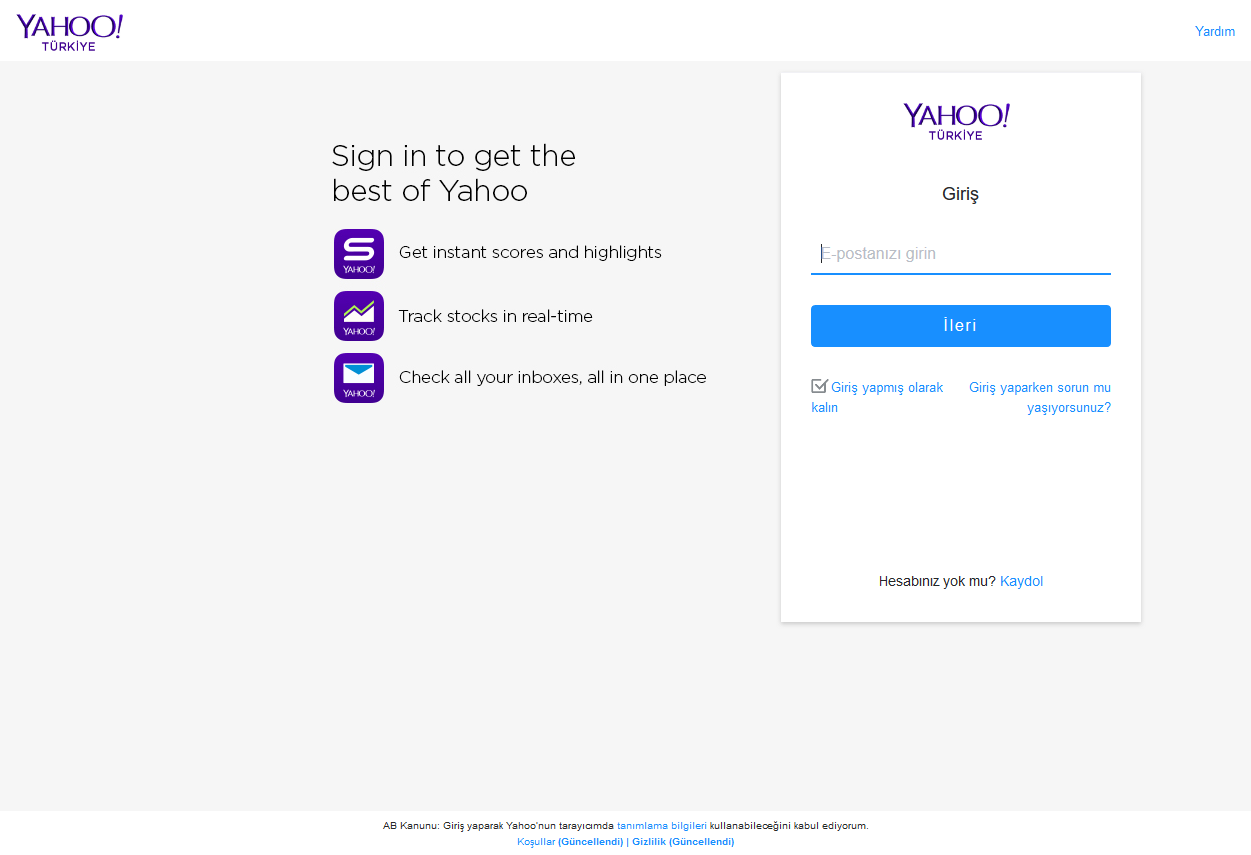 YAHOO!
TÜRKİYE
Yardım
Sign in to get the
best of Yahoo
YAHOO!
Get instant scores and highlights
YAHOO!
Track stocks in real-time
YAHOO!
Check all your inboxes, all in one place
YAHOO!
TÜRKİYE
Giriş
E-postanızı girin
İleri
Giriş yapmış olarak
kalın
Giriş yaparken sorun mu
yaşıyorsunuz?
Hesabınız yok mu? Kaydol
AB Kanunu: Giriş yaparak Yahoo'nun tarayıcımda tanımlama bilgileri kullanabileceğini kabul ediyorum.
Koşullar (Güncellendi) | Gizlilik (Güncellendi)